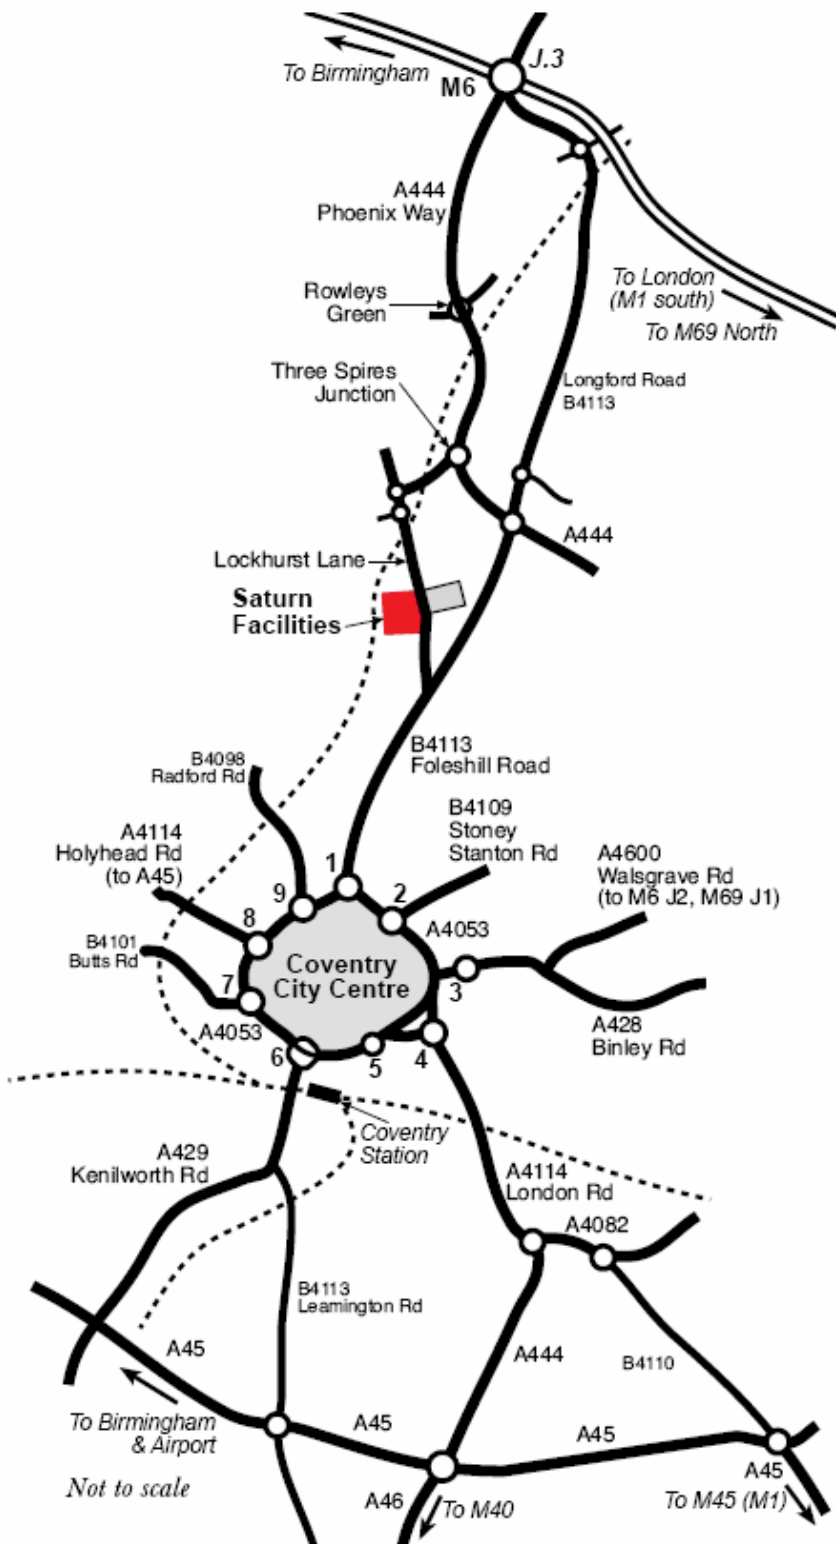 J.3
To Birmingham
M6
A444
Phoenix Way
To London
(M1 south)
To M69 North
Rowleys
Green
Three Spires
Junction
Longford Road
B4113
A444
Lockhurst Lane
Saturn
Facilities
B4113
Foleshill Road
B4098
Radford Rd
B4109
Stoney
Stanton Rd
A4114
Holyhead Rd
(to A45)
A4600
Walsgrave Rd
(to M6 J2, M69 J1)
1
9
2
8
A4053
B4101
Butts Rd
Coventry
City Centre
3
7
A4053
A428
Binley Rd
6
5
4
Coventry
Station
A429
Kenilworth Rd
A4114
London Rd
A4082
B4113
Leamington Rd
A45
A444
B4110
To Birmingham
& Airport
A45
A45
A45
Not to scale
A46
To M40
To M45 (M1)